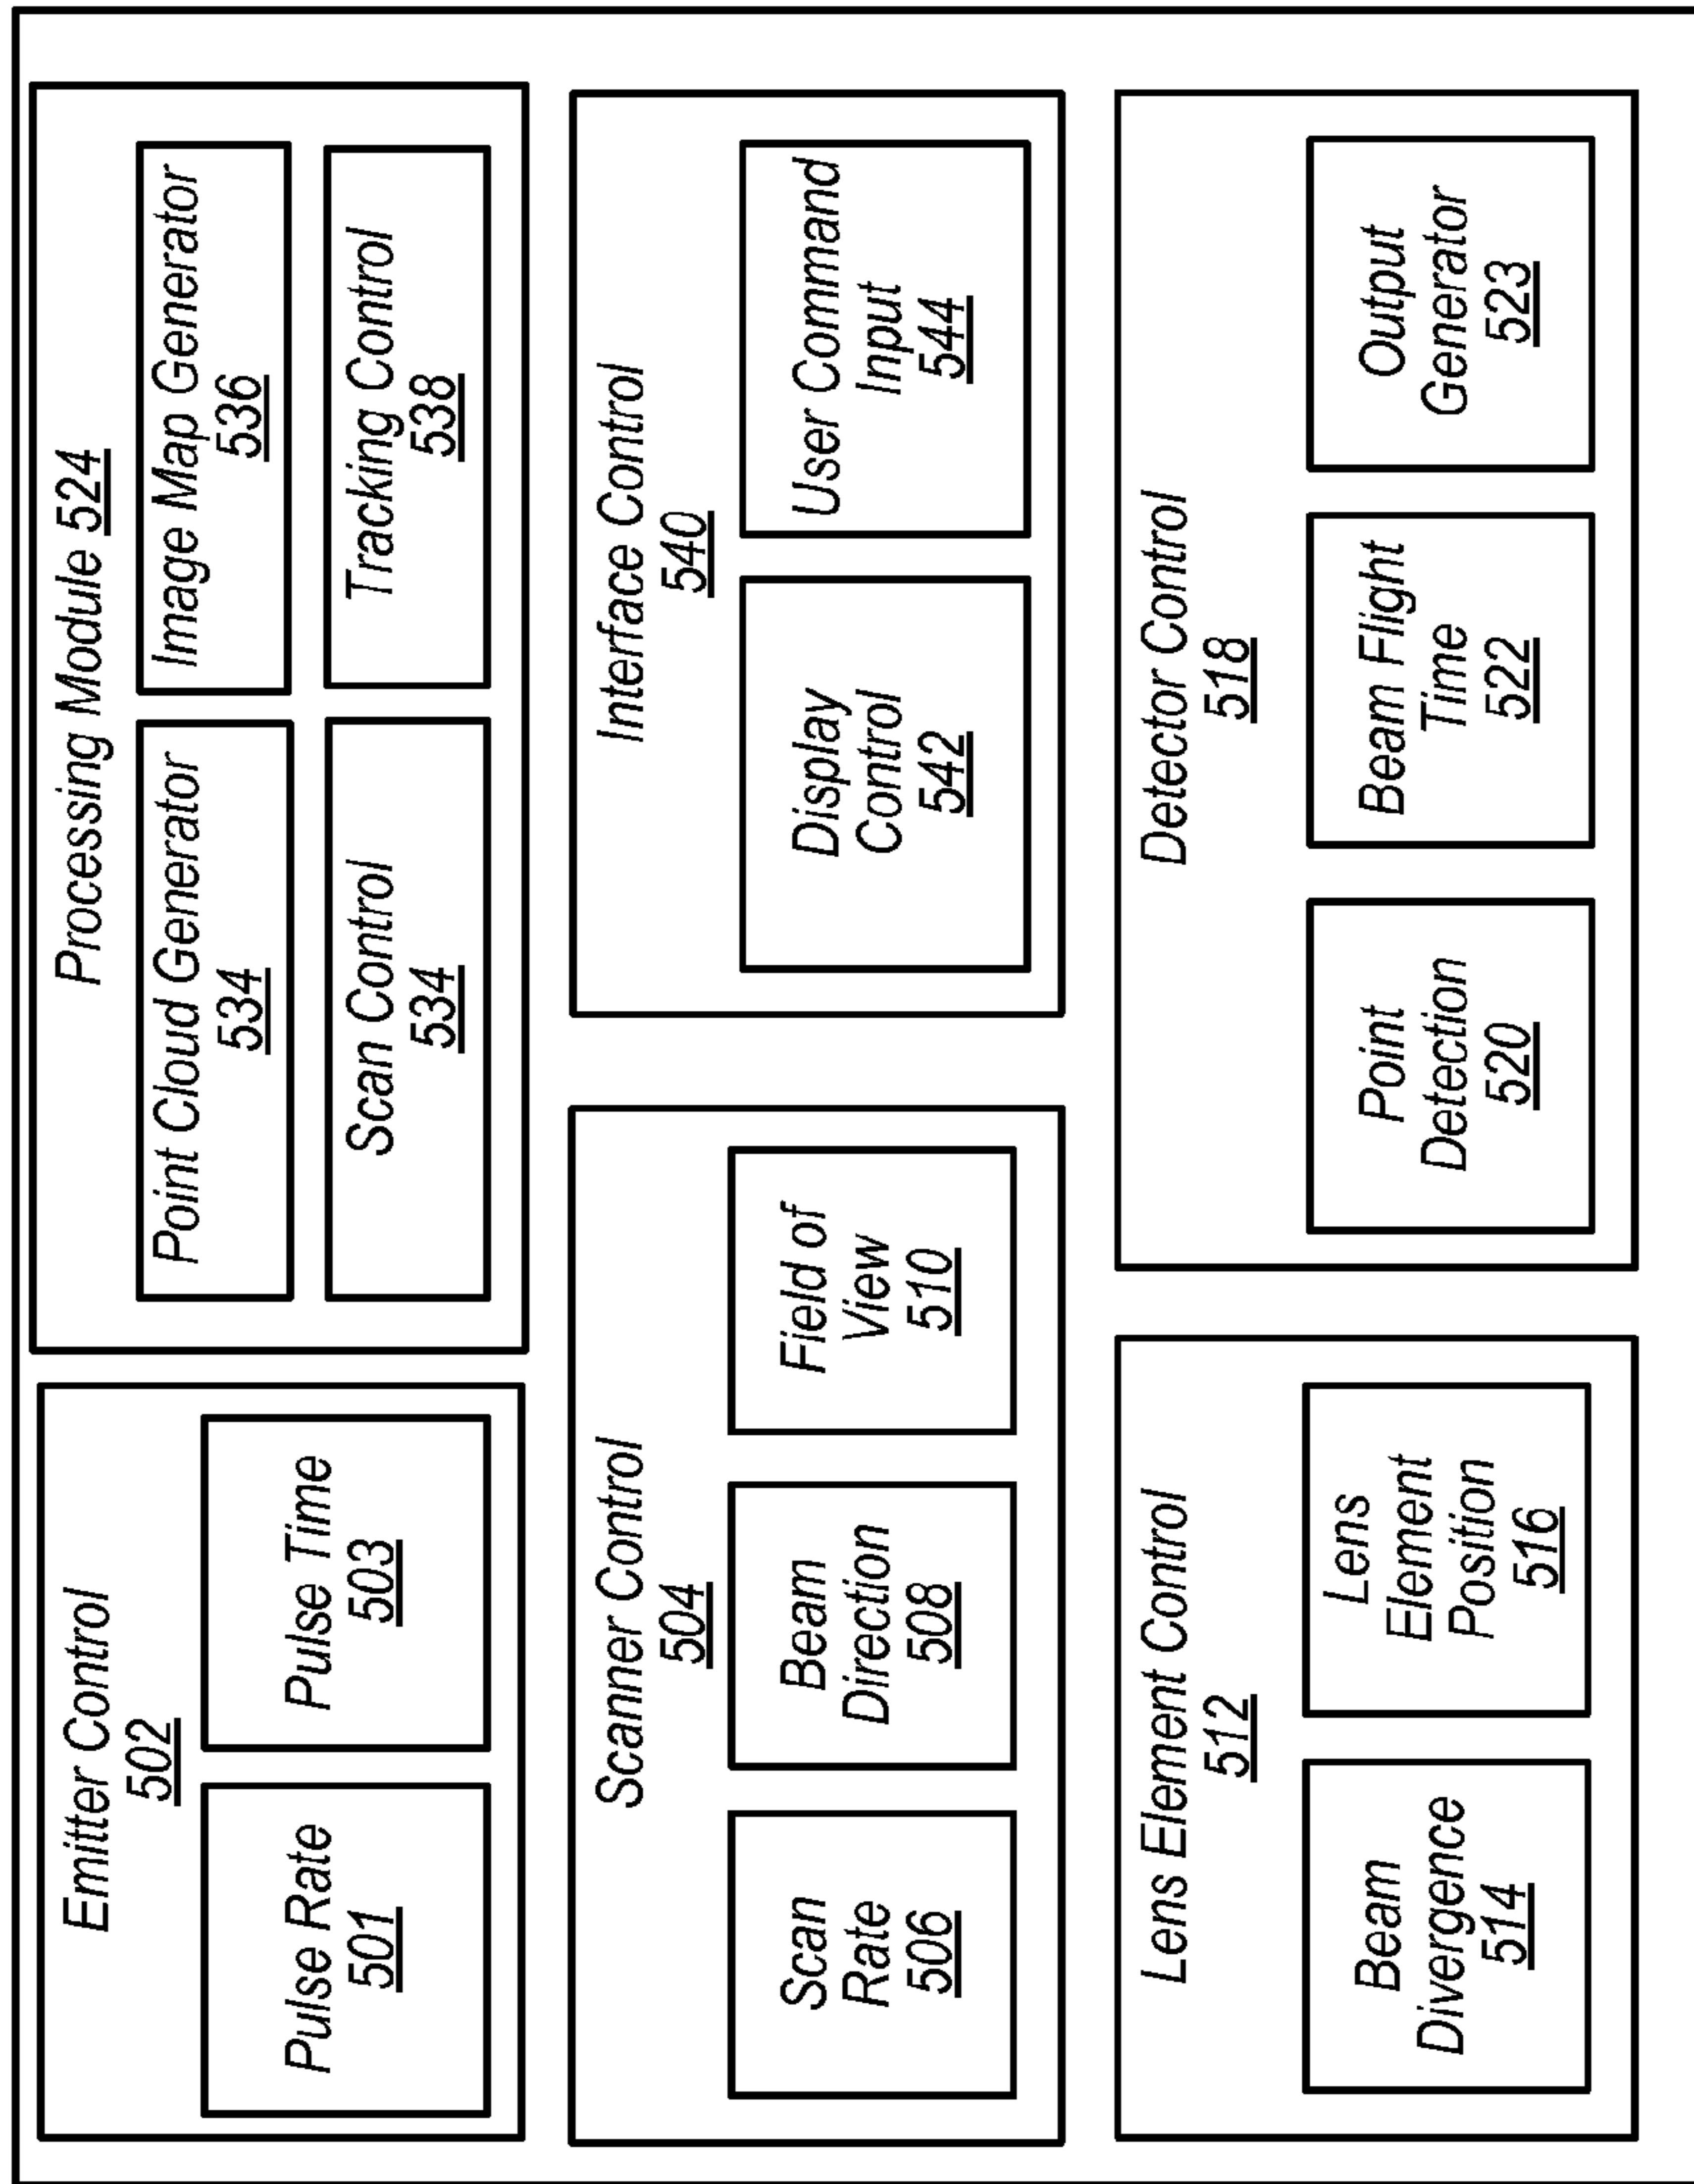 Emitter Control
502
Pulse Rate
501
Pulse Time
503
Processing Module 524
Point Cloud Generator
534
Image Map Generator
536
Scan Control
534
Tracking Control
538
Scanner Control
504
Scan
Rate
506
Beam
Direction
508
Field of
View
510
Interface Control
540
Display
Control
542
User Command
Input
544
Lens Element Control
512
Beam
Divergence
514
Lens
Element
Position
516
Detector Control
518
Point
Detection
520
Beam Flight
Time
522
Output
Generator
523